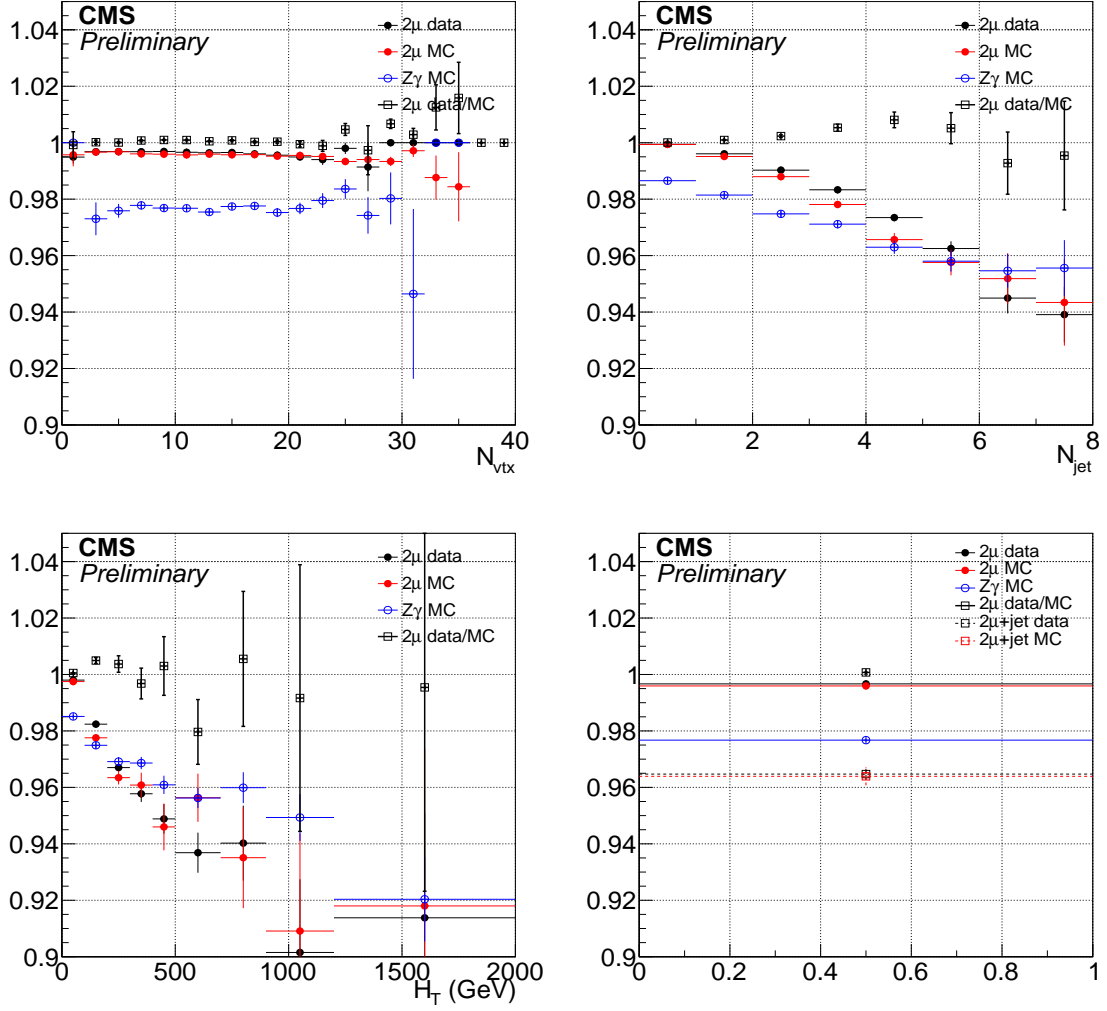 CMS
Preliminary
2μ data
2μ MC
Zγ MC
2μ data/MC
1.04
1.02
1
0.98
0.96
0.94
0.92
0.9
0 10 20 30 40
N_vtx
CMS
Preliminary
2μ data
2μ MC
Zγ MC
2μ data/MC
1.04
1.02
1
0.98
0.96
0.94
0.92
0.9
0 2 4 6 8
N_jet
CMS
Preliminary
2μ data
2μ MC
Zγ MC
2μ data/MC
1.04
1.02
1
0.98
0.96
0.94
0.92
0.9
0 500 1000 1500 2000
H_T (GeV)
CMS
Preliminary
2μ data
2μ MC
Zγ MC
2μ data/MC
2μ+jet data
2μ+jet MC
1.04
1.02
1
0.98
0.96
0.94
0.92
0.9
0 0.2 0.4 0.6 0.8 1